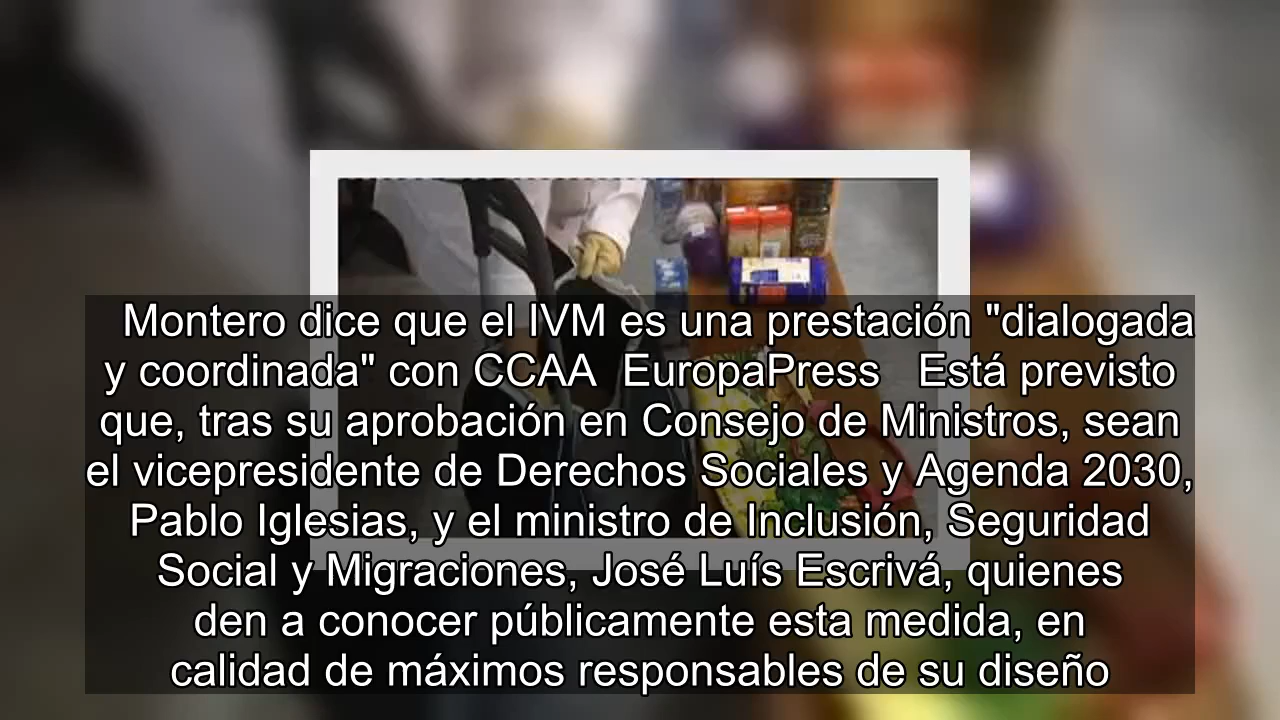 Montero dice que el IVM es una prestación "dialogada
y coordinada" con CCAA EuropaPress Está previsto
que, tras su aprobación en Consejo de Ministros, sean
el vicepresidente de Derechos Sociales y Agenda 2030,
Pablo Iglesias, y el ministro de Inclusión, Seguridad
Social y Migraciones, José Luís Escrivá, quienes
den a conocer públicamente esta medida, en
calidad de máximos responsables de su diseño